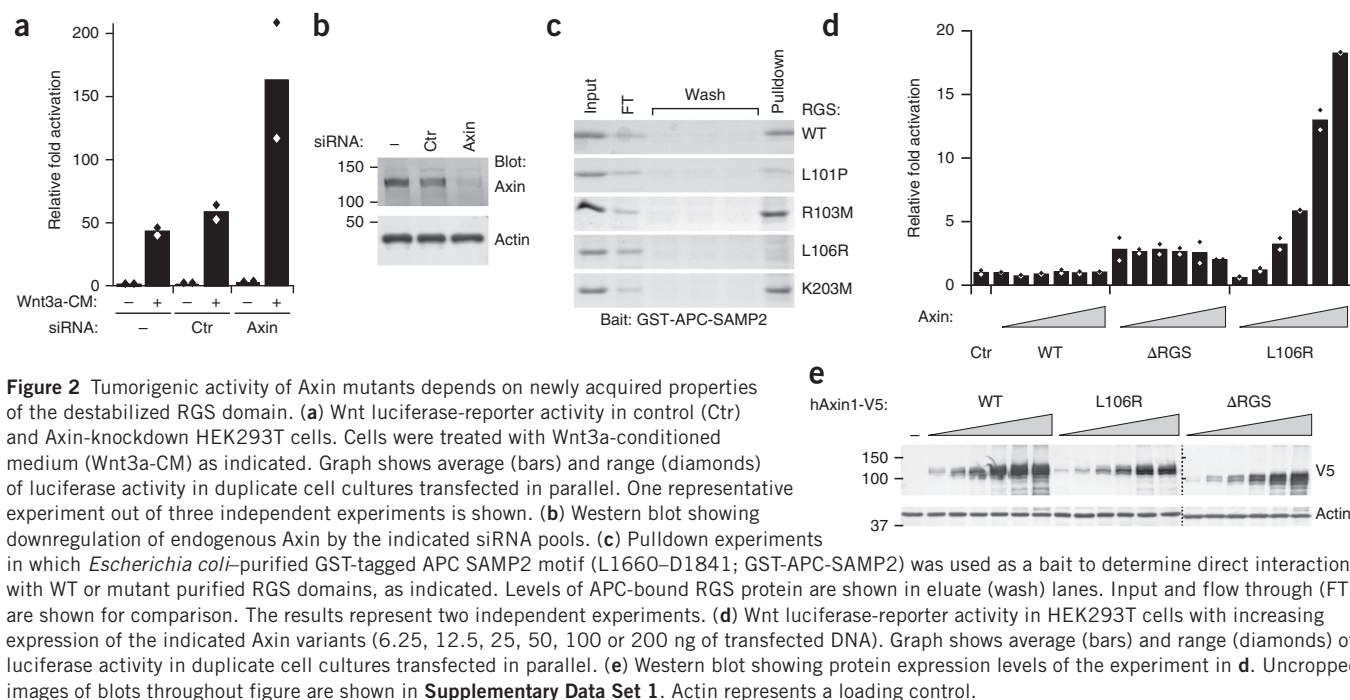 a
200
150
100
50
0
Relative fold activation
Wnt3a-CM: – + – + – +
siRNA: – Ctr Axin
b
siRNA: – Ctr Axin
Blot:
150
Axin
100
50
Actin
c
Input FT Wash Pulldown
RGS:
WT
L101P
R103M
L106R
K203M
Bait: GST-APC-SAMP2
d
20
15
10
5
0
Relative fold activation
Axin:
Ctr WT ΔRGS L106R
e
hAxin1-V5: WT L106R ΔRGS
–
150
100
V5
37
Actin
Figure 2 Tumorigenic activity of Axin mutants depends on newly acquired properties
of the destabilized RGS domain. (a) Wnt luciferase-reporter activity in control (Ctr)
and Axin-knockdown HEK293T cells. Cells were treated with Wnt3a-conditioned
medium (Wnt3a-CM) as indicated. Graph shows average (bars) and range (diamonds)
of luciferase activity in duplicate cell cultures transfected in parallel. One representative
experiment out of three independent experiments is shown. (b) Western blot showing
downregulation of endogenous Axin by the indicated siRNA pools. (c) Pulldown experiments
in which Escherichia coli–purified GST-tagged APC SAMP2 motif (L1660–D1841; GST-APC-SAMP2) was used as a bait to determine direct interaction
with WT or mutant purified RGS domains, as indicated. Levels of APC-bound RGS protein are shown in eluate (wash) lanes. Input and flow through (FT
are shown for comparison. The results represent two independent experiments. (d) Wnt luciferase-reporter activity in HEK293T cells with increasing
expression of the indicated Axin variants (6.25, 12.5, 25, 50, 100 or 200 ng of transfected DNA). Graph shows average (bars) and range (diamonds) of
luciferase activity in duplicate cell cultures transfected in parallel. (e) Western blot showing protein expression levels of the experiment in d. Uncropped
images of blots throughout figure are shown in Supplementary Data Set 1. Actin represents a loading control.